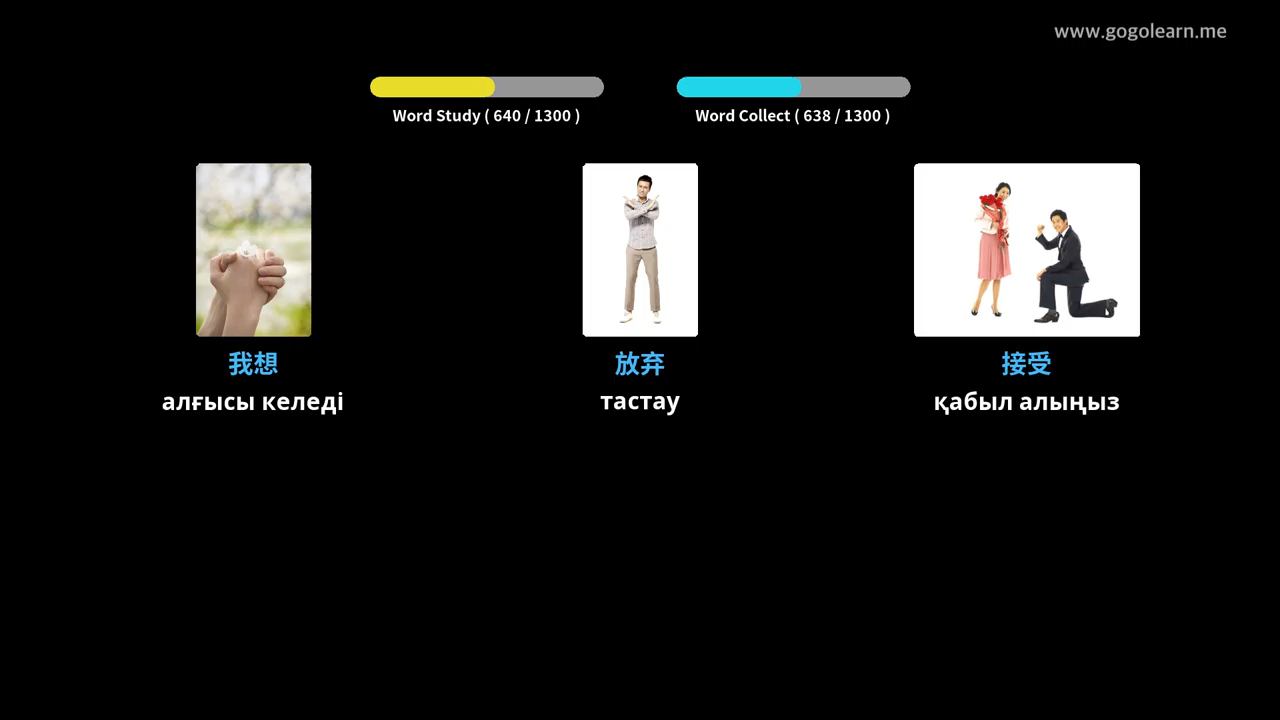 www.gogolearn.me
Word Study ( 640 / 1300 )
Word Collect ( 638 / 1300 )
我想
放弃
接受
алғысы келеді
тастау
қабыл алыңыз